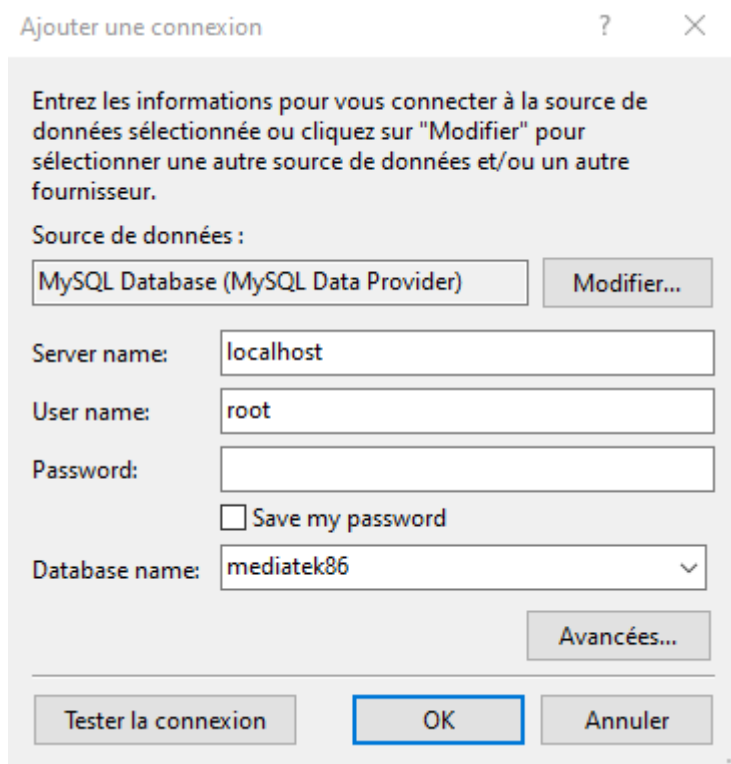 Ajouter une connexion ? ×
Entrez les informations pour vous connecter à la source de
données sélectionnée ou cliquez sur "Modifier" pour
sélectionner une autre source de données et/ou un autre
fournisseur.
Source de données :
MySQL Database (MySQL Data Provider) Modifier...
Server name: localhost
User name: root
Password:
Save my password
Database name: mediatek86
Avancées...
Tester la connexion OK Annuler